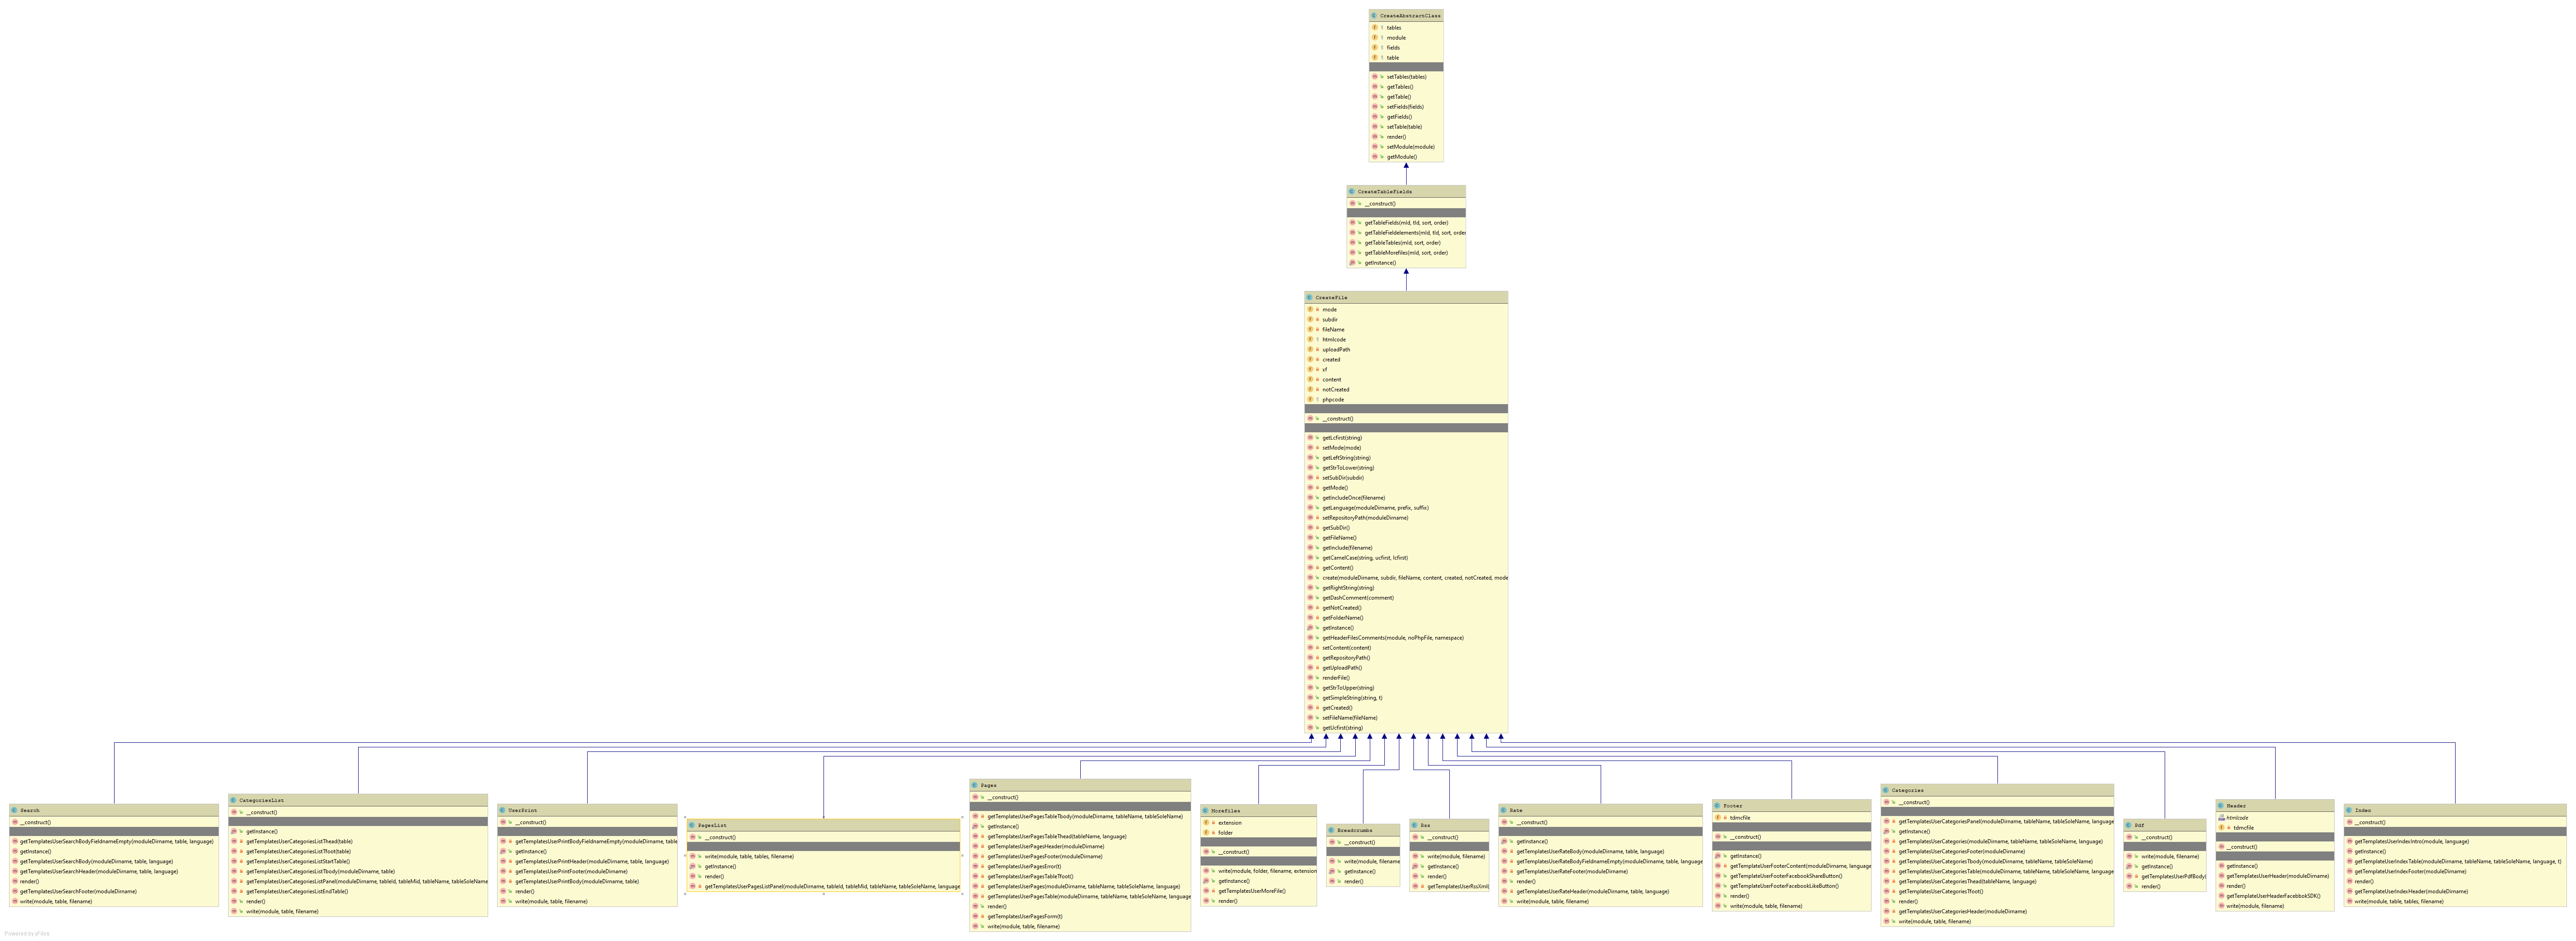 CreateAbstractClass
tables
module
fields
table
setTables(tables)
getTables()
getTable()
setFields(fields)
getFields()
setTable(table)
render()
setModule(module)
getModule()
CreateTableFields
__construct()
getTableFields(mId, tId, sort, order)
getTableFieldelements(mId, tId, sort, order
getTableTables(mId, sort, order)
getTableMorefiles(mId, sort, order)
getInstance()
CreateFile
mode
subdir
fileName
htmlcode
uploadPath
created
xf
content
notCreated
phpcode
__construct()
getLcfirst(string)
setMode(mode)
getLeftString(string)
getStrToLower(string)
setSubDir(subdir)
getMode()
getIncludeOnce(filename)
getLanguage(moduleDirname, prefix, suffix)
setRepositoryPath(moduleDirname)
getSubDir()
getFileName()
getInclude(filename)
getCamelCase(string, ucfirst, lcfirst)
getContent()
create(moduleDirname, subdir, fileName, content, created, notCreated, mode
getRightString(string)
getDashComment(comment)
getNotCreated()
getFolderName()
getInstance()
getHeaderFilesComments(module, noPhpFile, namespace)
setContent(content)
getRepositoryPath()
getUploadPath()
renderFile()
getStrToUpper(string)
getSimpleString(string, t)
getCreated()
setFileName(fileName)
getUcfirst(string)
Search
__construct()
getTemplatesUserSearchBodyFieldnameEmpty(moduleDirname, table, language)
getInstance()
getTemplatesUserSearchBody(moduleDirname, table, language)
getTemplatesUserSearchHeader(moduleDirname, table, language)
render()
getTemplatesUserSearchFooter(moduleDirname)
write(module, table, filename)
CategoriesList
__construct()
getInstance()
getTemplatesUserCategoriesListThead(table)
getTemplatesUserCategoriesListTfoot(table)
getTemplatesUserCategoriesListStartTable()
getTemplatesUserCategoriesListTbody(moduleDirname, table)
getTemplatesUserCategoriesListPanel(moduleDirname, tableId, tableMid, tableName, tableSoleName
getTemplatesUserCategoriesListEndTable()
render()
write(module, table, filename)
UserPrint
__construct()
getTemplatesUserPrintBodyFieldnameEmpty(moduleDirname, table
getInstance()
getTemplatesUserPrintHeader(moduleDirname, table, language)
getTemplatesUserPrintFooter(moduleDirname)
getTemplatesUserPrintBody(moduleDirname, table)
render()
write(module, table, filename)
PagesList
__construct()
write(module, table, tables, filename)
getInstance()
render()
getTemplatesUserPagesListPanel(moduleDirname, tableId, tableMid, tableName, tableSoleName, language
Pages
__construct()
getTemplatesUserPagesTableTbody(moduleDirname, tableName, tableSoleName)
getInstance()
getTemplatesUserPagesTableThead(tableName, language)
getTemplatesUserPagesHeader(moduleDirname)
getTemplatesUserPagesFooter(moduleDirname)
getTemplatesUserPagesError(t)
getTemplatesUserPagesTableTfoot()
getTemplatesUserPages(moduleDirname, tableName, tableSoleName, language)
getTemplatesUserPagesTable(moduleDirname, tableName, tableSoleName, language
render()
getTemplatesUserPagesForm(t)
write(module, table, filename)
Morefiles
extension
folder
__construct()
write(module, folder, filename, extension
getInstance()
getTemplatesUserMoreFile()
render()
Breadcrumbs
__construct()
write(module, filename
getInstance()
render()
Rss
__construct()
write(module, filename)
getInstance()
render()
getTemplatesUserRssXml(
Rate
__construct()
getInstance()
getTemplatesUserRateBody(moduleDirname, table, language)
getTemplatesUserRateBodyFieldnameEmpty(moduleDirname, table, language
getTemplatesUserRateFooter(moduleDirname)
render()
getTemplatesUserRateHeader(moduleDirname, table, language)
write(module, table, filename)
Footer
tdmcfile
__construct()
getInstance()
getTemplateUserFooterContent(moduleDirname, language
getTemplateUserFooterFacebookShareButton()
getTemplateUserFooterFacebookLikeButton()
render()
write(module, table, filename)
Categories
__construct()
getTemplatesUserCategoriesPanel(moduleDirname, tableName, tableSoleName, language
getInstance()
getTemplatesUserCategories(moduleDirname, tableName, tableSoleName, language)
getTemplatesUserCategoriesFooter(moduleDirname)
getTemplatesUserCategoriesTbody(moduleDirname, tableName, tableSoleName)
getTemplatesUserCategoriesTable(moduleDirname, tableName, tableSoleName, language
getTemplatesUserCategoriesThead(tableName, language)
getTemplatesUserCategoriesTfoot()
render()
getTemplatesUserCategoriesHeader(moduleDirname)
write(module, table, filename)
Pdf
__construct()
write(module, filename)
getInstance()
getTemplatesUserPdfBody(
render()
Header
htmlcode
tdmcfile
__construct()
getInstance()
getTemplatesUserHeader(moduleDirname)
render()
getTemplatesUserHeaderFacebbokSDK()
write(module, filename)
Index
__construct()
getTemplateUserIndexIntro(module, language)
getInstance()
getTemplatesUserIndexTable(moduleDirname, tableName, tableSoleName, language, t)
getTemplateUserIndexFooter(moduleDirname)
render()
getTemplateUserIndexHeader(moduleDirname)
write(module, table, tables, filename)
Powered by yFiles